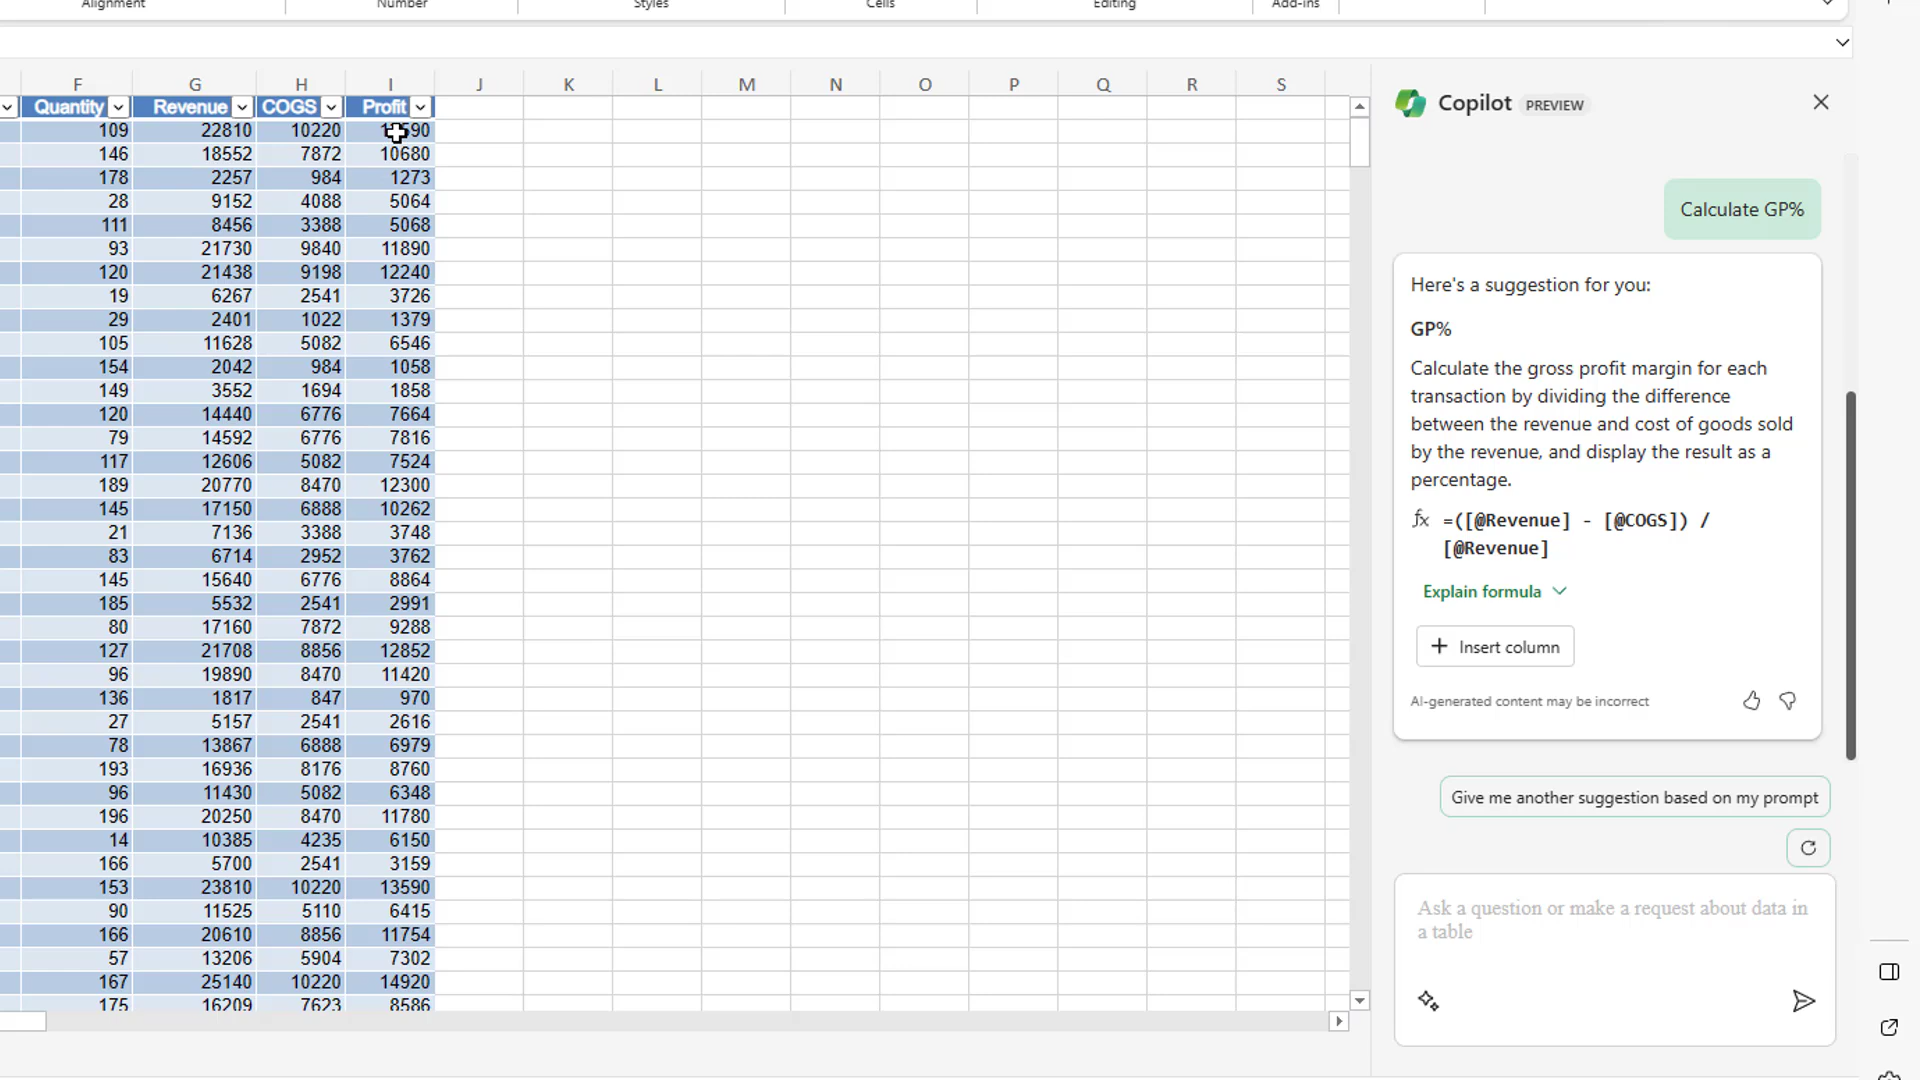 Alignment Number Styles Cells Editing Add-ins
F G H I J K L M N O P Q R S
Quantity Revenue COGS Profit
109 22810 10220
146 18552 7872 10680
178 2257 984 1273
28 9152 4088 5064
111 8456 3388 5068
93 21730 9840 11890
120 21438 9198 12240
19 6267 2541 3726
29 2401 1022 1379
105 11628 5082 6546
154 2042 984 1058
149 3552 1694 1858
120 14440 6776 7664
79 14592 6776 7816
117 12606 5082 7524
189 20770 8470 12300
145 17150 6888 10262
21 7136 3388 3748
83 6714 2952 3762
145 15640 6776 8864
185 5532 2541 2991
80 17160 7872 9288
127 21708 8856 12852
96 19890 8470 11420
136 1817 847 970
27 5157 2541 2616
78 13867 6888 6979
193 16936 8176 8760
96 11430 5082 6348
196 20250 8470 11780
14 10385 4235 6150
166 5700 2541 3159
153 23810 10220 13590
90 11525 5110 6415
166 20610 8856 11754
57 13206 5904 7302
167 25140 10220 14920
175 16209 7623 8586
Copilot PREVIEW
Calculate GP%
Here's a suggestion for you:
GP%
Calculate the gross profit margin for each
transaction by dividing the difference
between the revenue and cost of goods sold
by the revenue, and display the result as a
percentage.
fx =([@Revenue] - [@COGS]) /
[@Revenue]
Explain formula
+ Insert column
AI-generated content may be incorrect
Give me another suggestion based on my prompt
Ask a question or make a request about data in
a table